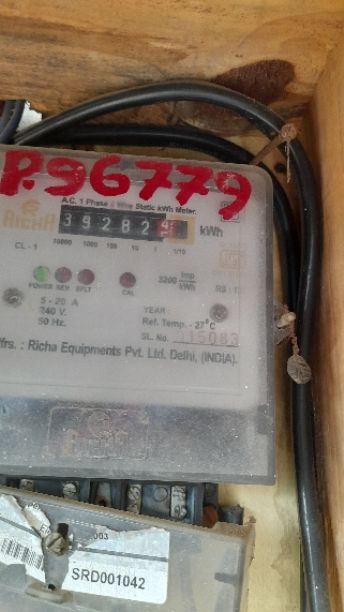 P.96779
RICHA
A.C. 1 Phase 2 Wire Static kWh Meter.
39282
kWh
10000 1000 100 10 1 1/10
CL - 1
POWER REV EFLT CAL
3200 imp/kWh
5 - 20 A
240 V.
50 Hz.
YEAR :
Ref. Temp. - 27°C
SL. No. 115083
Mfrs. : Richa Equipments Pvt. Ltd. Delhi, (INDIA).
SRD001042